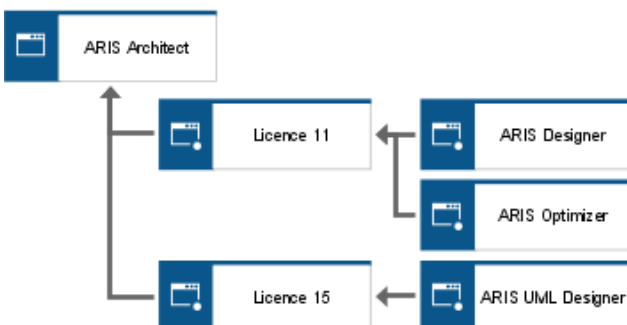 ARIS Architect
Licence 11
ARIS Designer
ARIS Optimizer
Licence 15
ARIS UML Designer